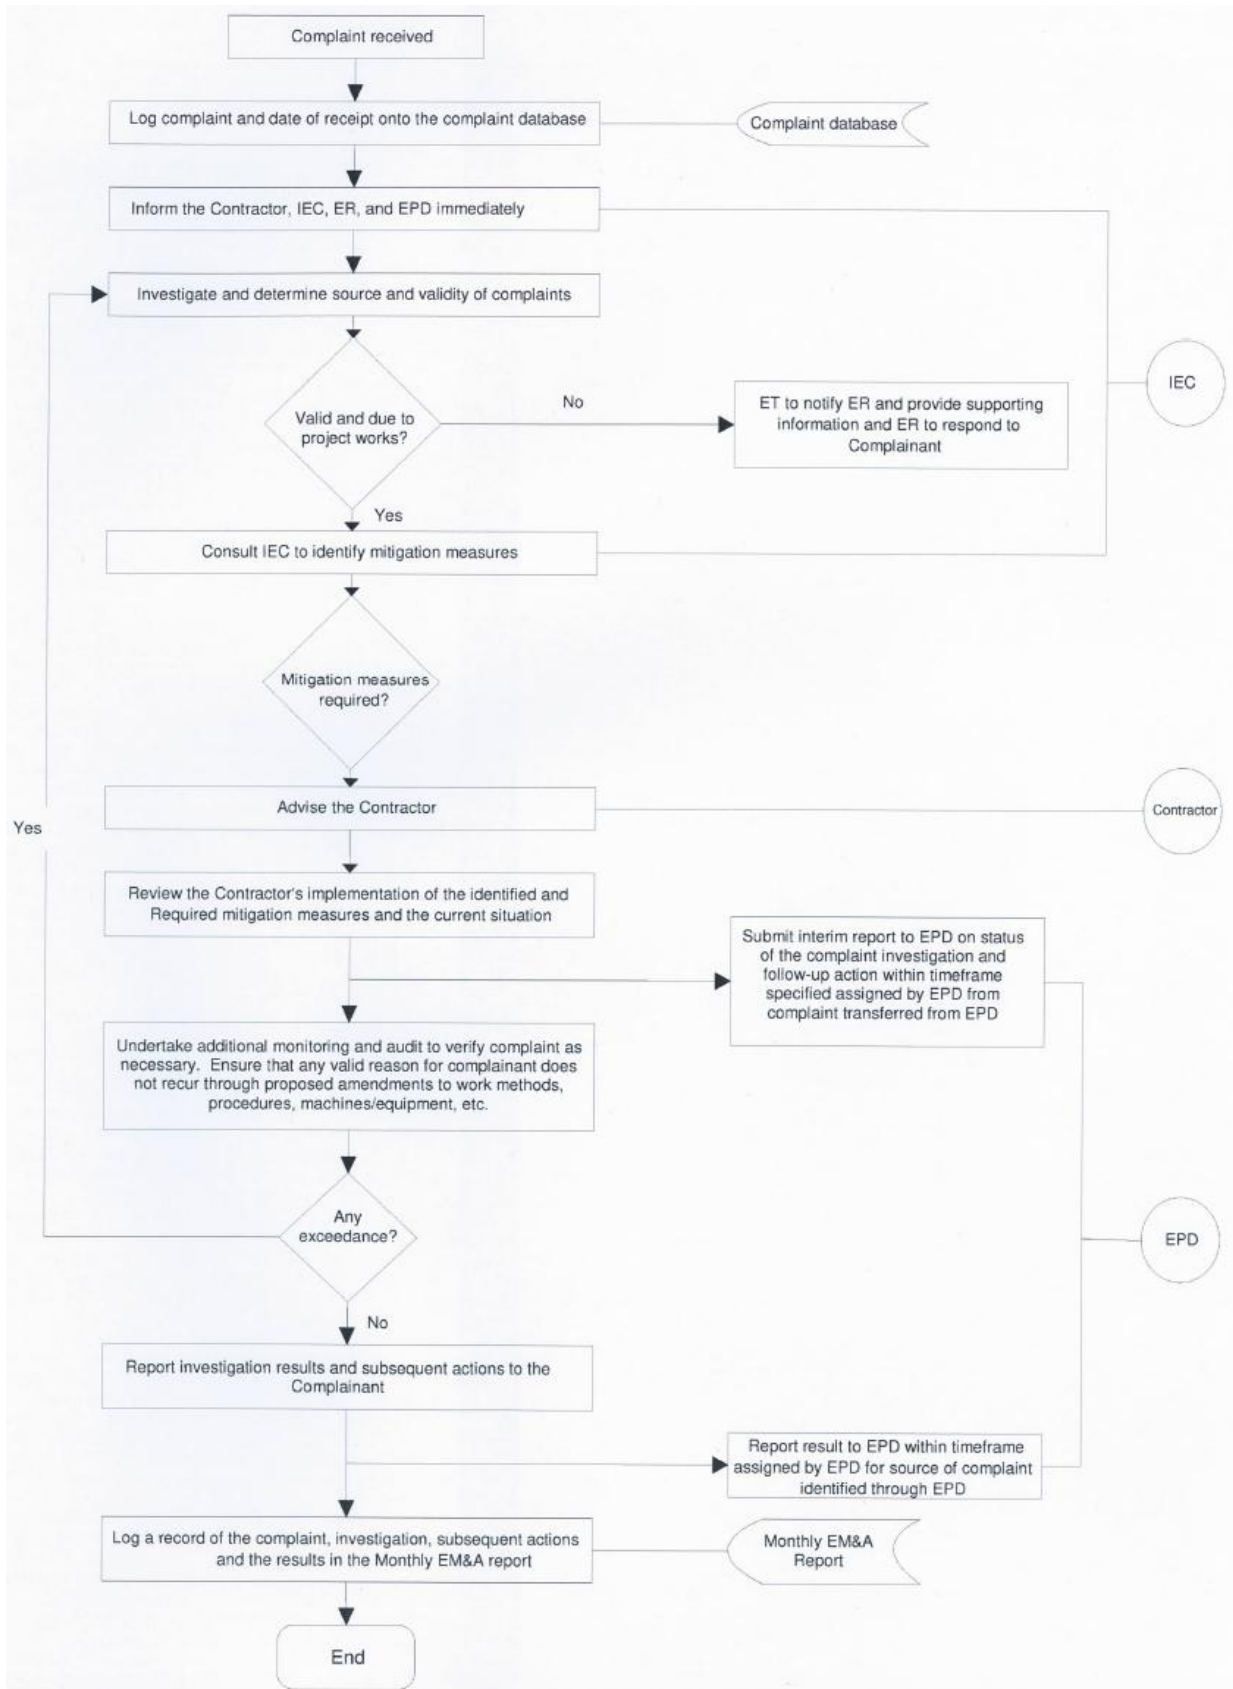 Complaint received
Log complaint and date of receipt onto the complaint database
Complaint database
Inform the Contractor, IEC, ER, and EPD immediately
Investigate and determine source and validity of complaints
IEC
Valid and due to
project works?
No
ET to notify ER and provide supporting
information and ER to respond to
Complainant
Yes
Consult IEC to identify mitigation measures
Mitigation measures
required?
Advise the Contractor
Contractor
Yes
Review the Contractor's implementation of the identified and
Required mitigation measures and the current situation
Submit interim report to EPD on status
of the complaint investigation and
follow-up action within timeframe
specified assigned by EPD from
complaint transferred from EPD
Undertake additional monitoring and audit to verify complaint as
necessary. Ensure that any valid reason for complainant does
not recur through proposed amendments to work methods,
procedures, machines/equipment, etc.
Any
exceedance?
EPD
No
Report investigation results and subsequent actions to the
Complainant
Report result to EPD within timeframe
assigned by EPD for source of complaint
identified through EPD
Log a record of the complaint, investigation, subsequent actions
and the results in the Monthly EM&A report
Monthly EM&A
Report
End